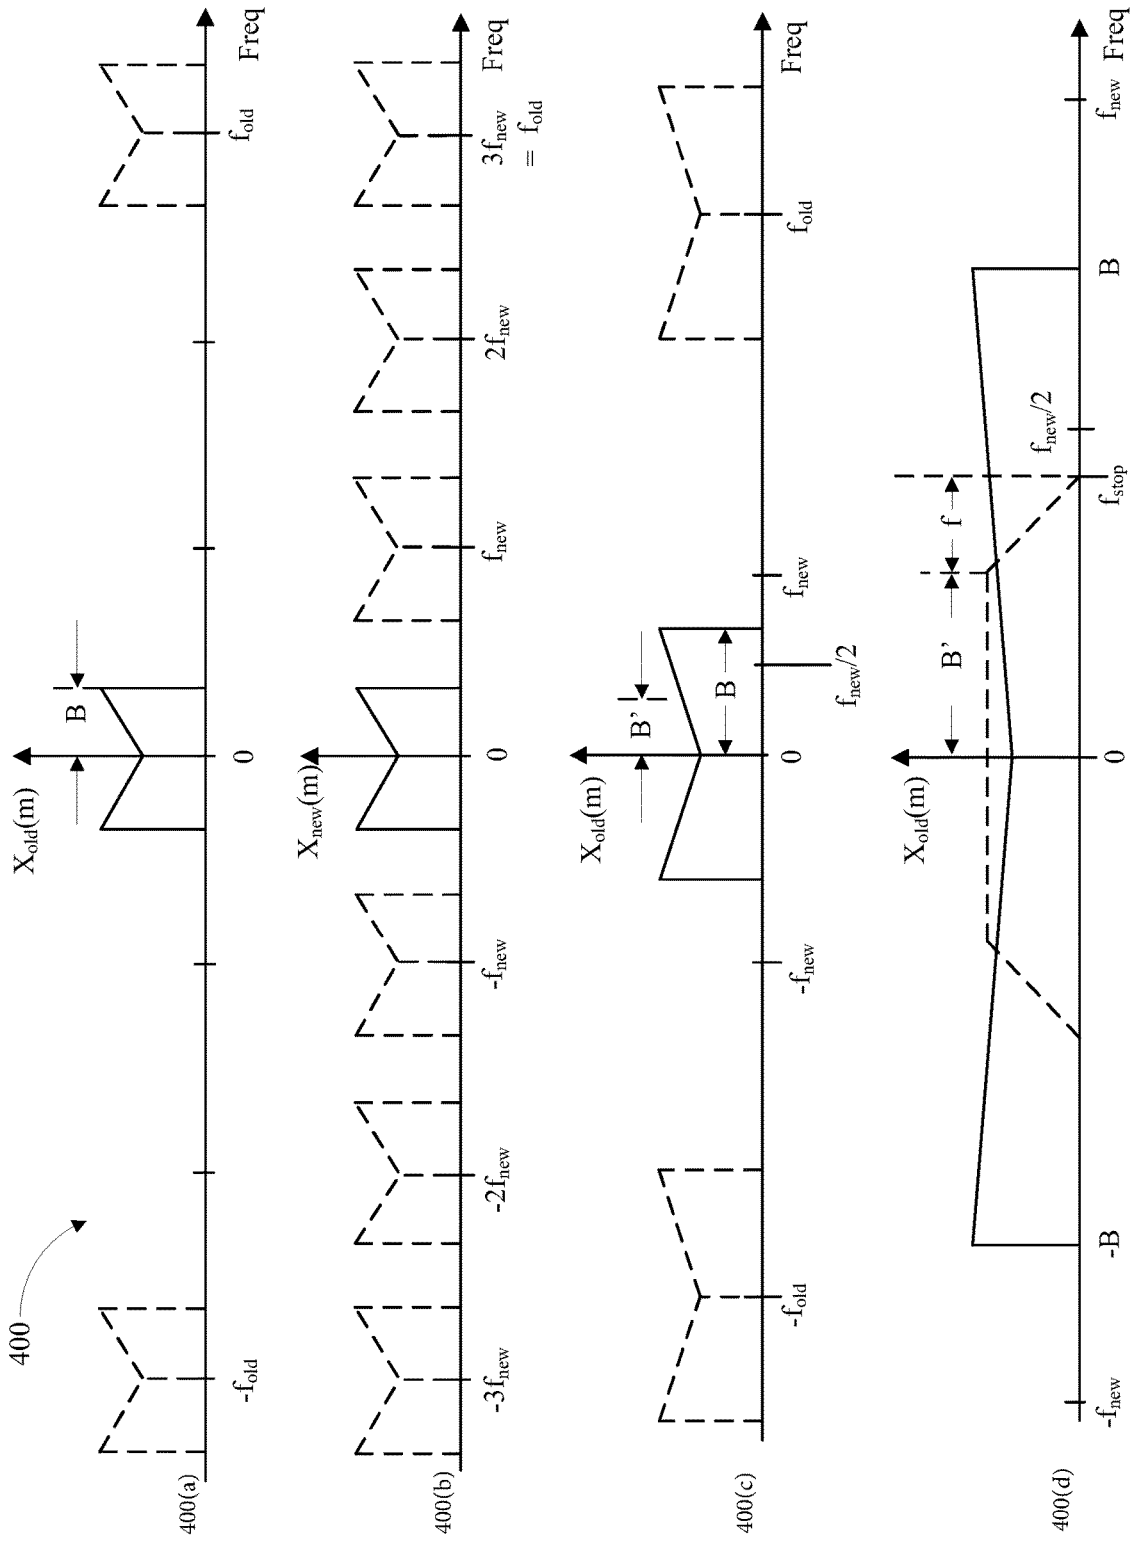 400
400(a)
X_old(m)
B
-f_old
0
f_old
Freq
400(b)
X_new(m)
-3f_new
-2f_new
-f_new
0
f_new
2f_new
3f_new
= f_old
Freq
400(c)
X_old(m)
B'
B
-f_old
-f_new
0
f_new/2
f_new
f_old
Freq
400(d)
X_old(m)
B'
f
-f_new
-B
0
f_stop
f_new/2
B
f_new
Freq